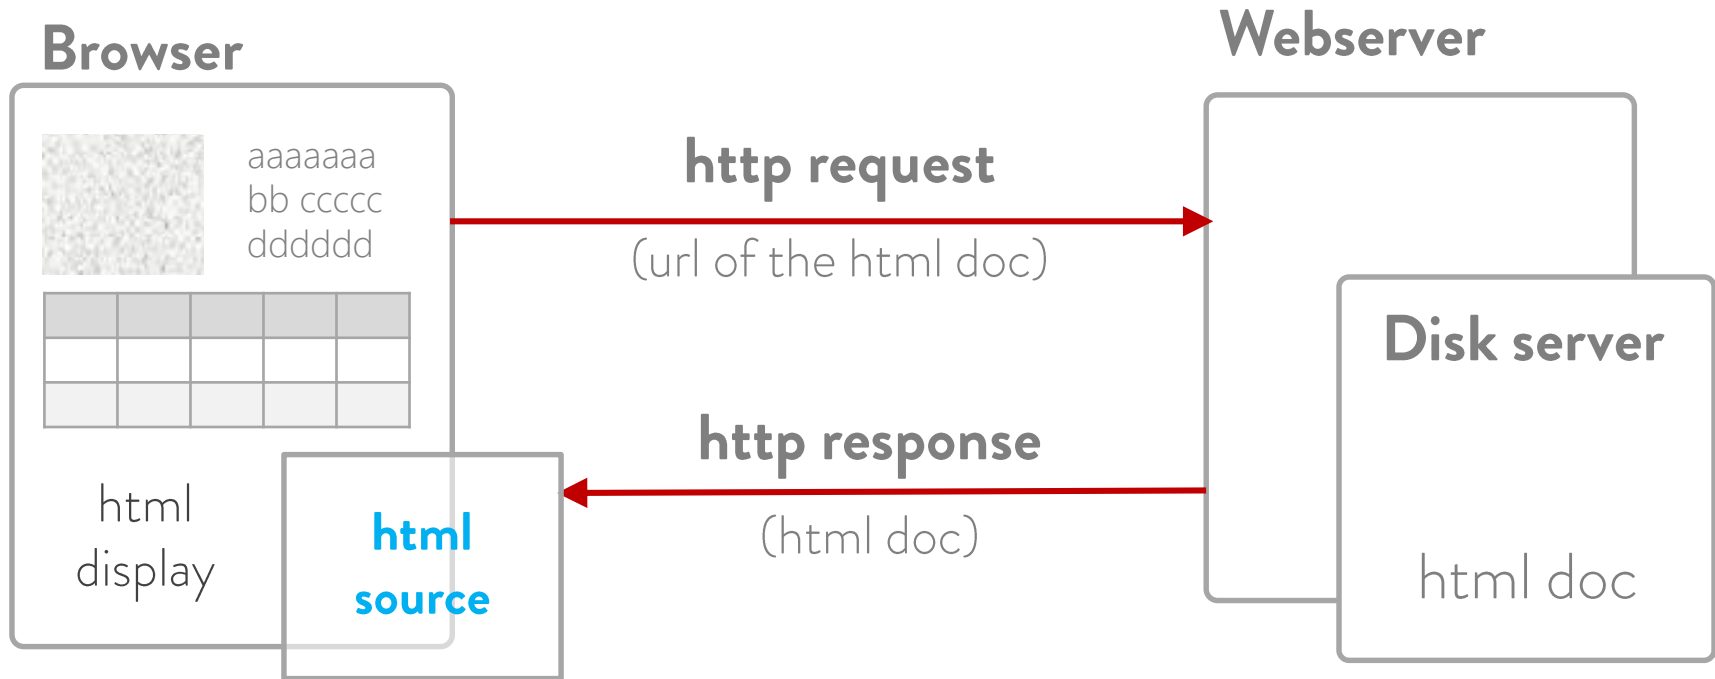 Browser
Webserver
aaaaaaa
bb ccccc
dddddd
http request
(url of the html doc)
Disk server
http response
(html doc)
html
display
html
source
html doc